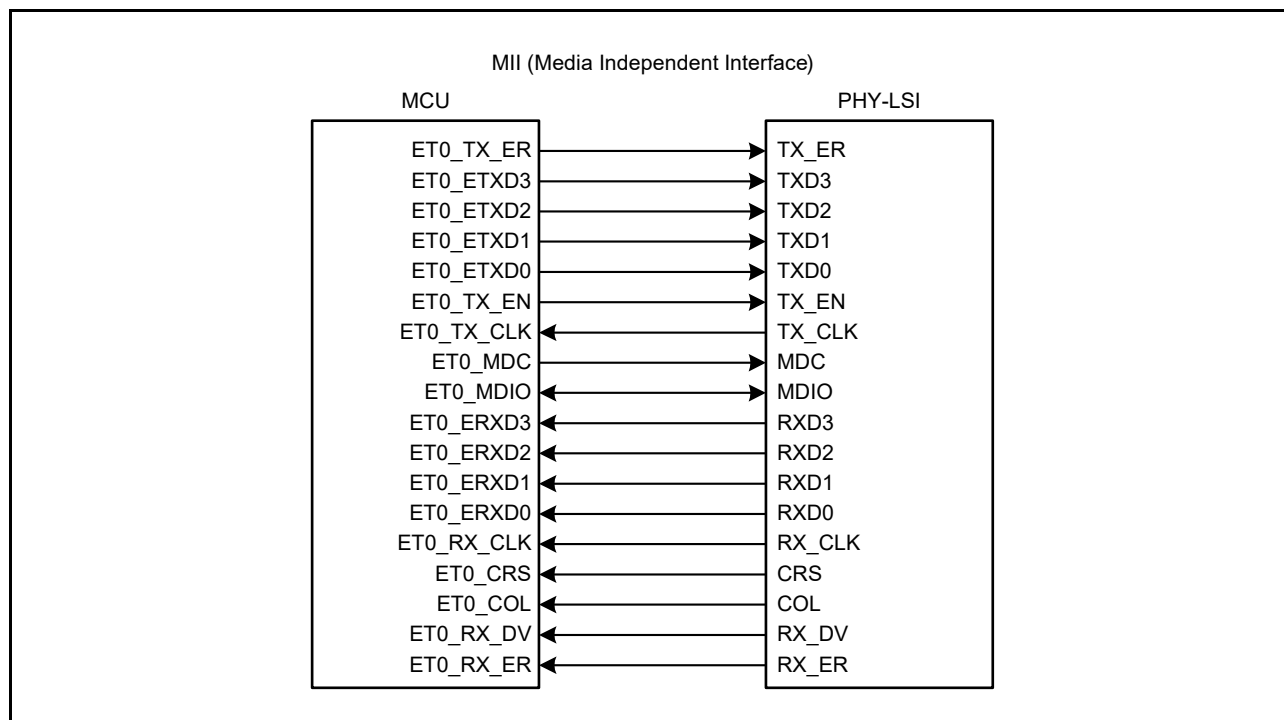 MII (Media Independent Interface)
MCU PHY-LSI
ET0_TX_ER TX_ER
ET0_ETXD3 TXD3
ET0_ETXD2 TXD2
ET0_ETXD1 TXD1
ET0_ETXD0 TXD0
ET0_TX_EN TX_EN
ET0_TX_CLK TX_CLK
ET0_MDC MDC
ET0_MDIO MDIO
ET0_ERXD3 RXD3
ET0_ERXD2 RXD2
ET0_ERXD1 RXD1
ET0_ERXD0 RXD0
ET0_RX_CLK RX_CLK
ET0_CRS CRS
ET0_COL COL
ET0_RX_DV RX_DV
ET0_RX_ER RX_ER